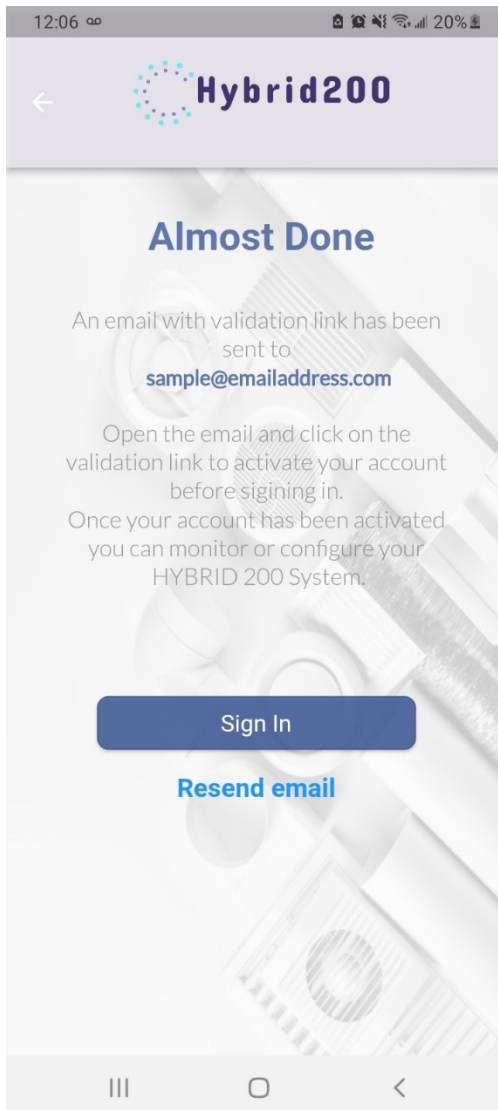 12:06
20%
Hybrid200
Almost Done
An email with validation link has been
sent to
sample@emailaddress.com
Open the email and click on the
validation link to activate your account
before sigining in.
Once your account has been activated
you can monitor or configure your
HYBRID 200 System.
Sign In
Resend email